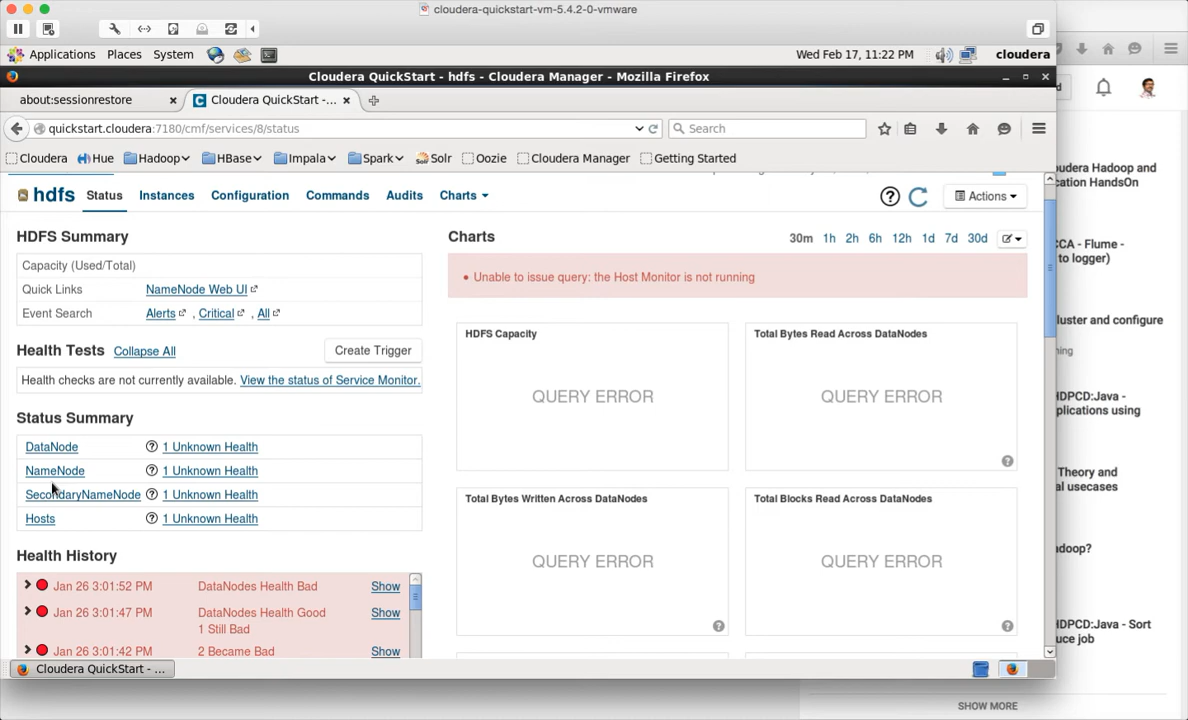 cloudera-quickstart-vm-5.4.2-0-vmware
Applications Places System Wed Feb 17, 11:22 PM cloudera
Cloudera QuickStart - hdfs - Cloudera Manager - Mozilla Firefox
about:sessionrestore Cloudera QuickStart -...
quickstart.cloudera:7180/cmf/services/8/status Search
Cloudera Hue Hadoop HBase Impala Spark Solr Oozie Cloudera Manager Getting Started
hdfs Status Instances Configuration Commands Audits Charts Actions
HDFS Summary
Capacity (Used/Total)
Quick Links NameNode Web UI
Event Search Alerts , Critical , All
Health Tests Collapse All Create Trigger
Health checks are not currently available. View the status of Service Monitor.
Status Summary
DataNode 1 Unknown Health
NameNode 1 Unknown Health
SecondaryNameNode 1 Unknown Health
Hosts 1 Unknown Health
Health History
Jan 26 3:01:52 PM DataNodes Health Bad Show
Jan 26 3:01:47 PM DataNodes Health Good Show
1 Still Bad
Jan 26 3:01:42 PM 2 Became Bad Show
Charts 30m 1h 2h 6h 12h 1d 7d 30d
Unable to issue query: the Host Monitor is not running
HDFS Capacity
QUERY ERROR
Total Bytes Read Across DataNodes
QUERY ERROR
Total Bytes Written Across DataNodes
QUERY ERROR
Total Blocks Read Across DataNodes
QUERY ERROR
Cloudera QuickStart - ...
d
oudera Hadoop and
cation HandsOn
CCA - Flume -
to logger)
luster and configure
ning
HDPCD:Java -
plications using
Theory and
al usecases
adoop?
HDPCD:Java - Sort
uce job
SHOW MORE